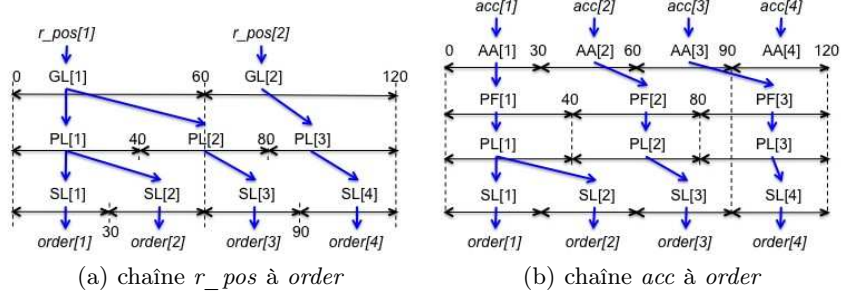 r_pos[1] r_pos[2]
0 GL[1] 60 GL[2] 120
PL[1] 40 PL[2] 80 PL[3]
SL[1] SL[2] SL[3] SL[4]
30 90
order[1] order[2] order[3] order[4]
(a) chaîne r_pos à order
acc[1] acc[2] acc[3] acc[4]
0 AA[1] 30 AA[2] 60 AA[3] 90 AA[4] 120
PF[1] 40 PF[2] 80 PF[3]
PL[1] PL[2] PL[3]
SL[1] SL[2] SL[3] SL[4]
order[1] order[2] order[3] order[4]
(b) chaîne acc à order